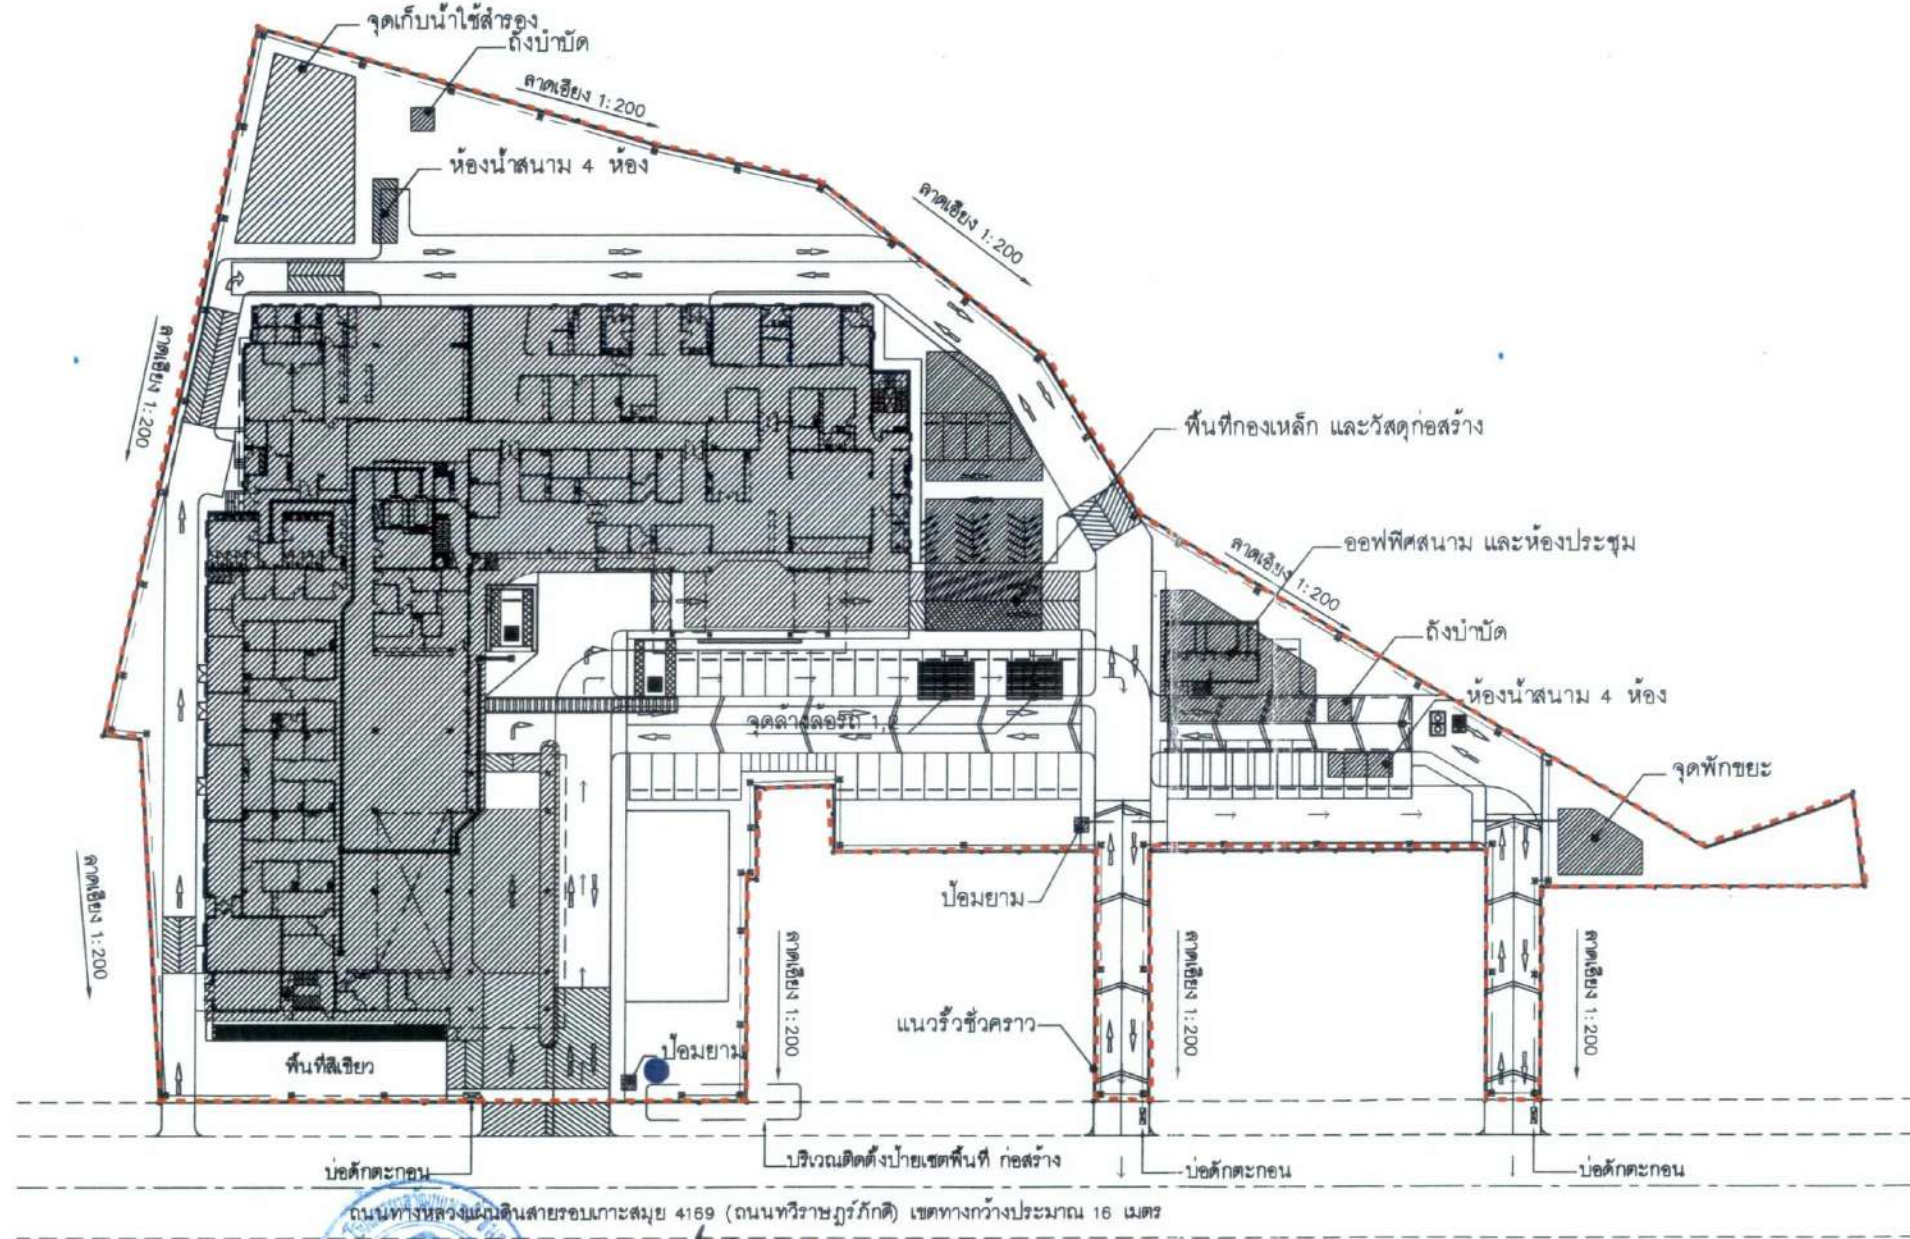 จุดเก็บน้ำใช้สำรอง
ถังบำบัด
ลาดเอียง 1:200
ห้องน้ำสนาม 4 ห้อง
ลาดเอียง 1:200
ลาดเอียง 1:200
พื้นที่กองเหล็ก และวัสดุก่อสร้าง
ออฟฟิศสนาม และห้องประชุม
ลาดเอียง 1:200
ถังบำบัด
ห้องน้ำสนาม 4 ห้อง
จุดล้างล้อรถ 1,2
จุดพักขยะ
ลาดเอียง 1:200
ป้อมยาม
ลาดเอียง 1:200
ลาดเอียง 1:200
ลาดเอียง 1:200
แนวรั้วชั่วคราว
ป้อมยาม
พื้นที่สีเขียว
บ่อดักตะกอน
บริเวณติดตั้งป้ายเขตพื้นที่ ก่อสร้าง
บ่อดักตะกอน
บ่อดักตะกอน
ถนนทางหลวงแผ่นดินสายรอบเกาะสมุย 4169 (ถนนทวีราษฎร์ภักดี) เขตทางกว้างประมาณ 16 เมตร